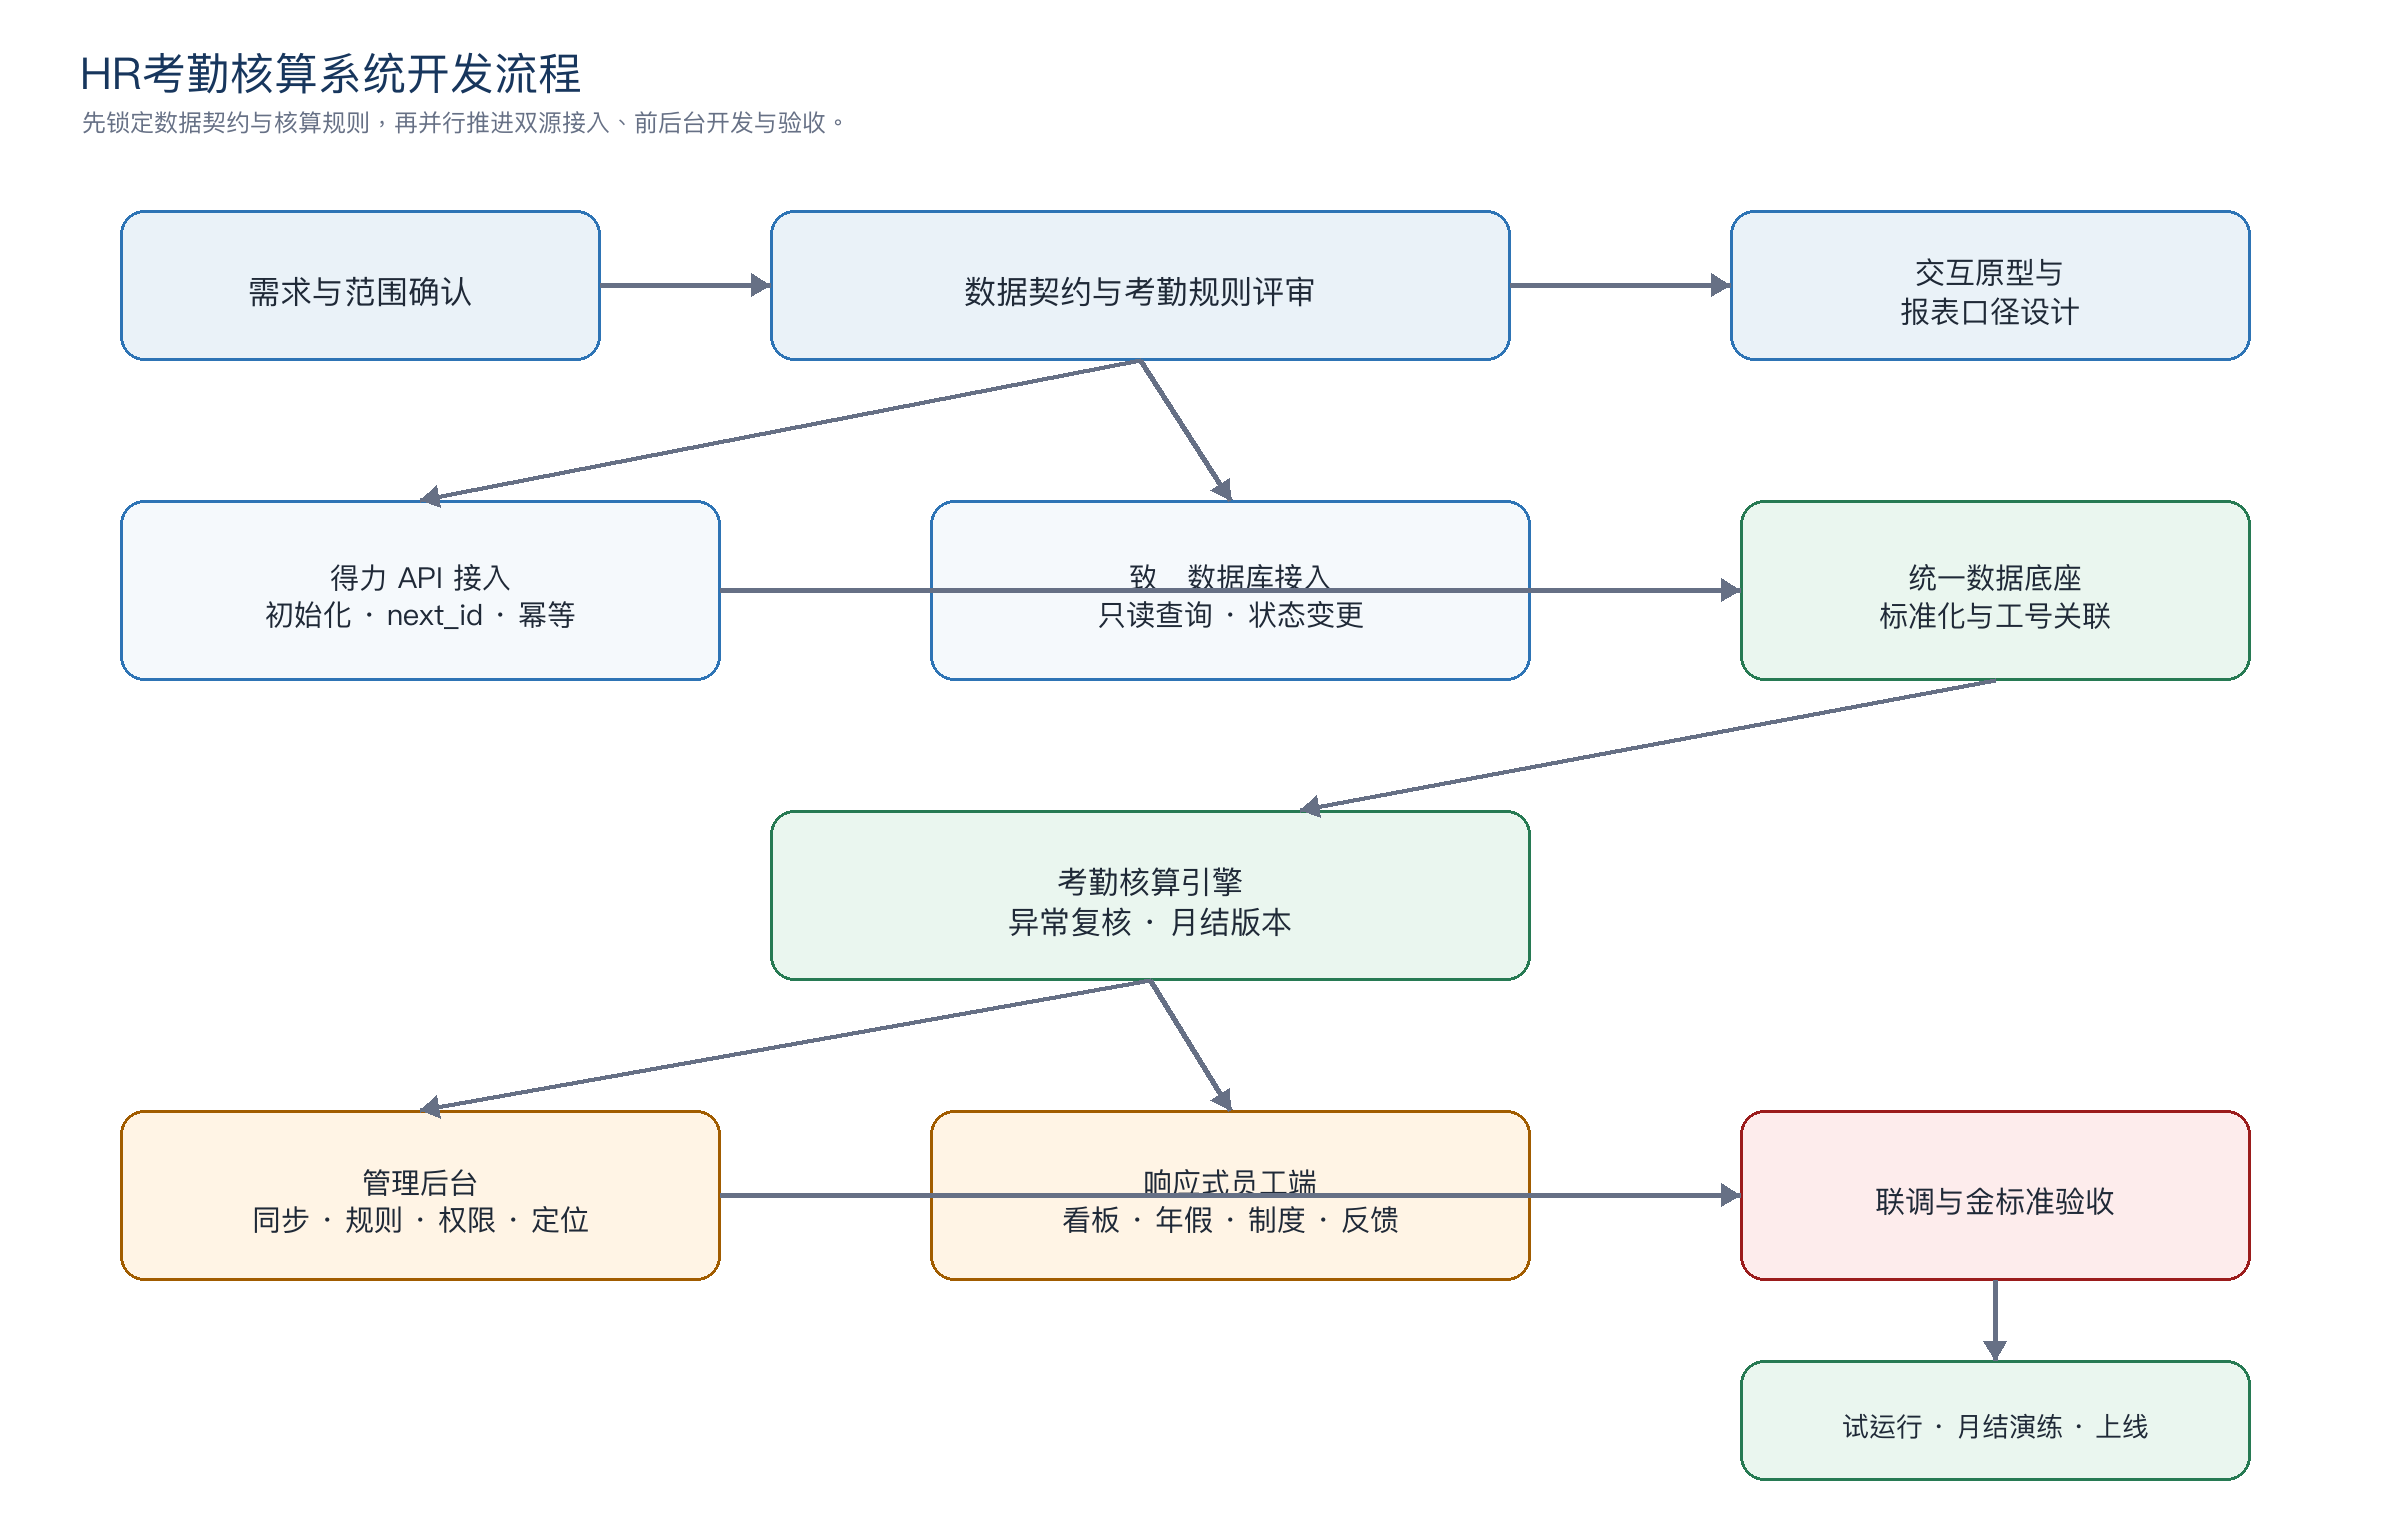 HR考勤核算系统开发流程
先锁定数据契约与核算规则，再并行推进双源接入、前后台开发与验收。
需求与范围确认
数据契约与考勤规则评审
交互原型与
报表口径设计
得力 API 接入
初始化 · next_id · 幂等
致 数据库接入
只读查询 · 状态变更
统一数据底座
标准化与工号关联
考勤核算引擎
异常复核 · 月结版本
管理后台
同步 · 规则 · 权限 · 定位
响应式员工端
看板 · 年假 · 制度 · 反馈
联调与金标准验收
试运行 · 月结演练 · 上线